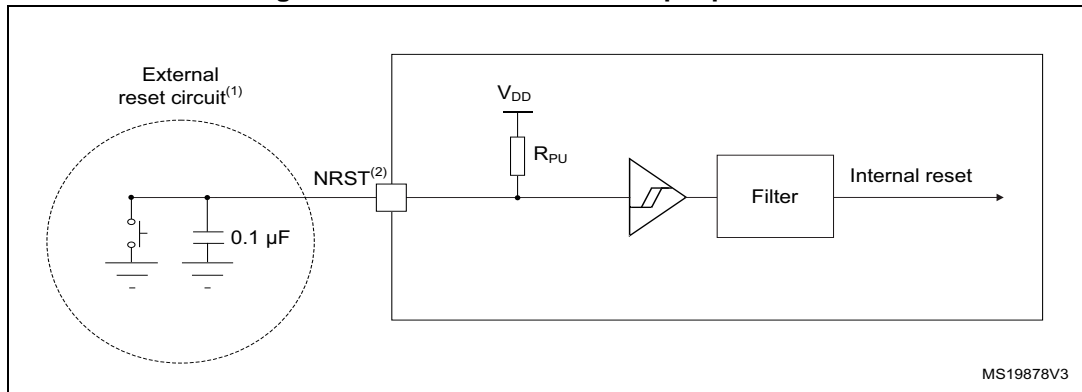 External
reset circuit(1)
VDD
RPU
NRST(2)
0.1 µF
Filter
Internal reset
MS19878V3